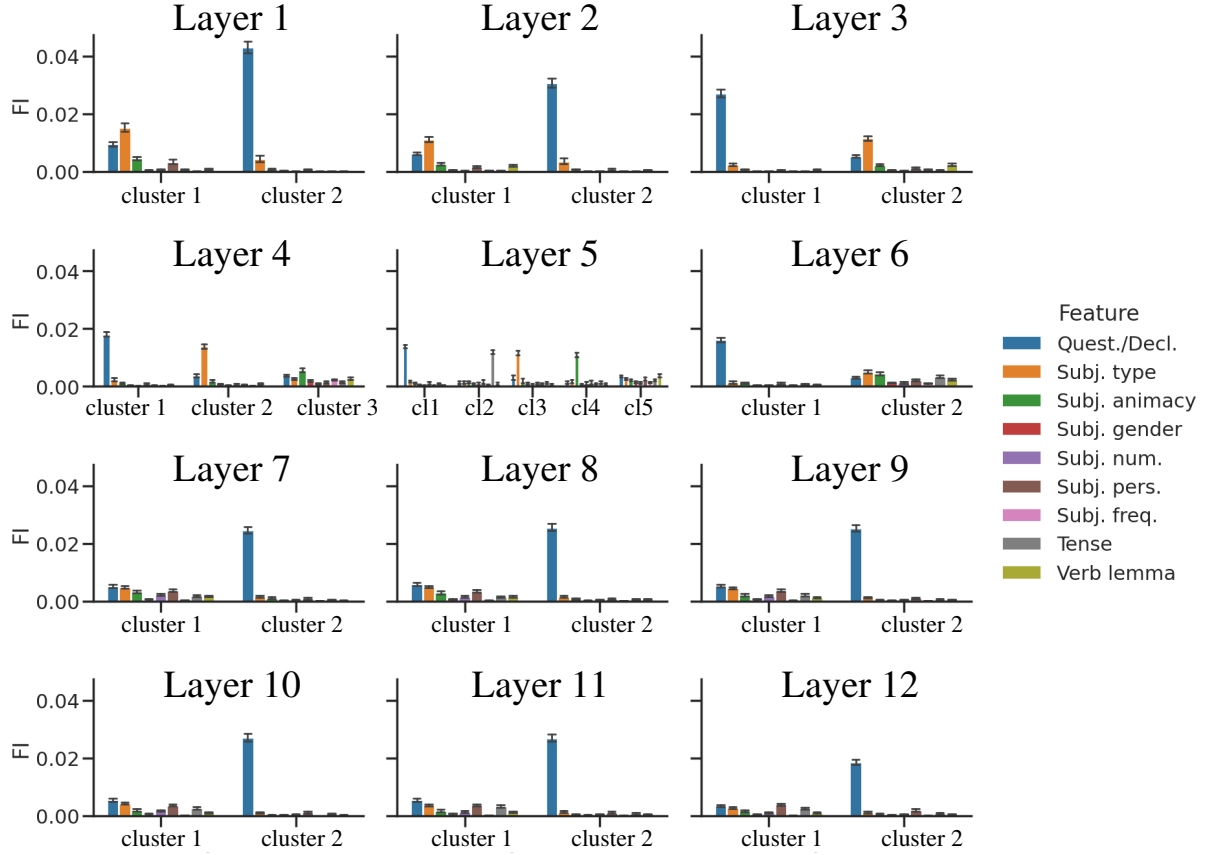 Layer 1 Layer 2 Layer 3
FI
0.04
0.02
0.00
cluster 1 cluster 2 cluster 1 cluster 2 cluster 1 cluster 2
Layer 4 Layer 5 Layer 6
FI
0.04
0.02
0.00
cluster 1 cluster 2 cluster 3 cl1 cl2 cl3 cl4 cl5 cluster 1 cluster 2
Feature
Quest./Decl.
Subj. type
Subj. animacy
Subj. gender
Subj. num.
Subj. pers.
Subj. freq.
Tense
Verb lemma
Layer 7 Layer 8 Layer 9
FI
0.04
0.02
0.00
cluster 1 cluster 2 cluster 1 cluster 2 cluster 1 cluster 2
Layer 10 Layer 11 Layer 12
FI
0.04
0.02
0.00
cluster 1 cluster 2 cluster 1 cluster 2 cluster 1 cluster 2